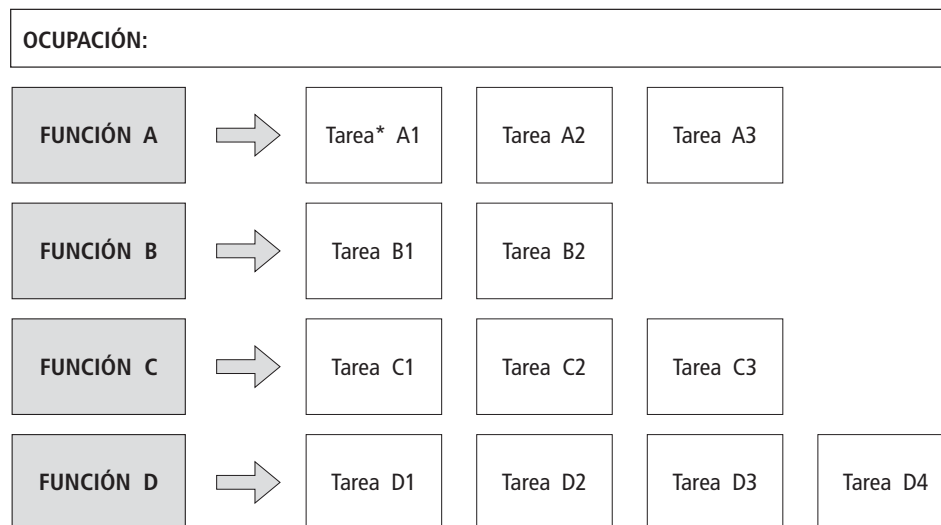 OCUPACIÓN:
FUNCIÓN A Tarea* A1 Tarea A2 Tarea A3
FUNCIÓN B Tarea B1 Tarea B2
FUNCIÓN C Tarea C1 Tarea C2 Tarea C3
FUNCIÓN D Tarea D1 Tarea D2 Tarea D3 Tarea D4